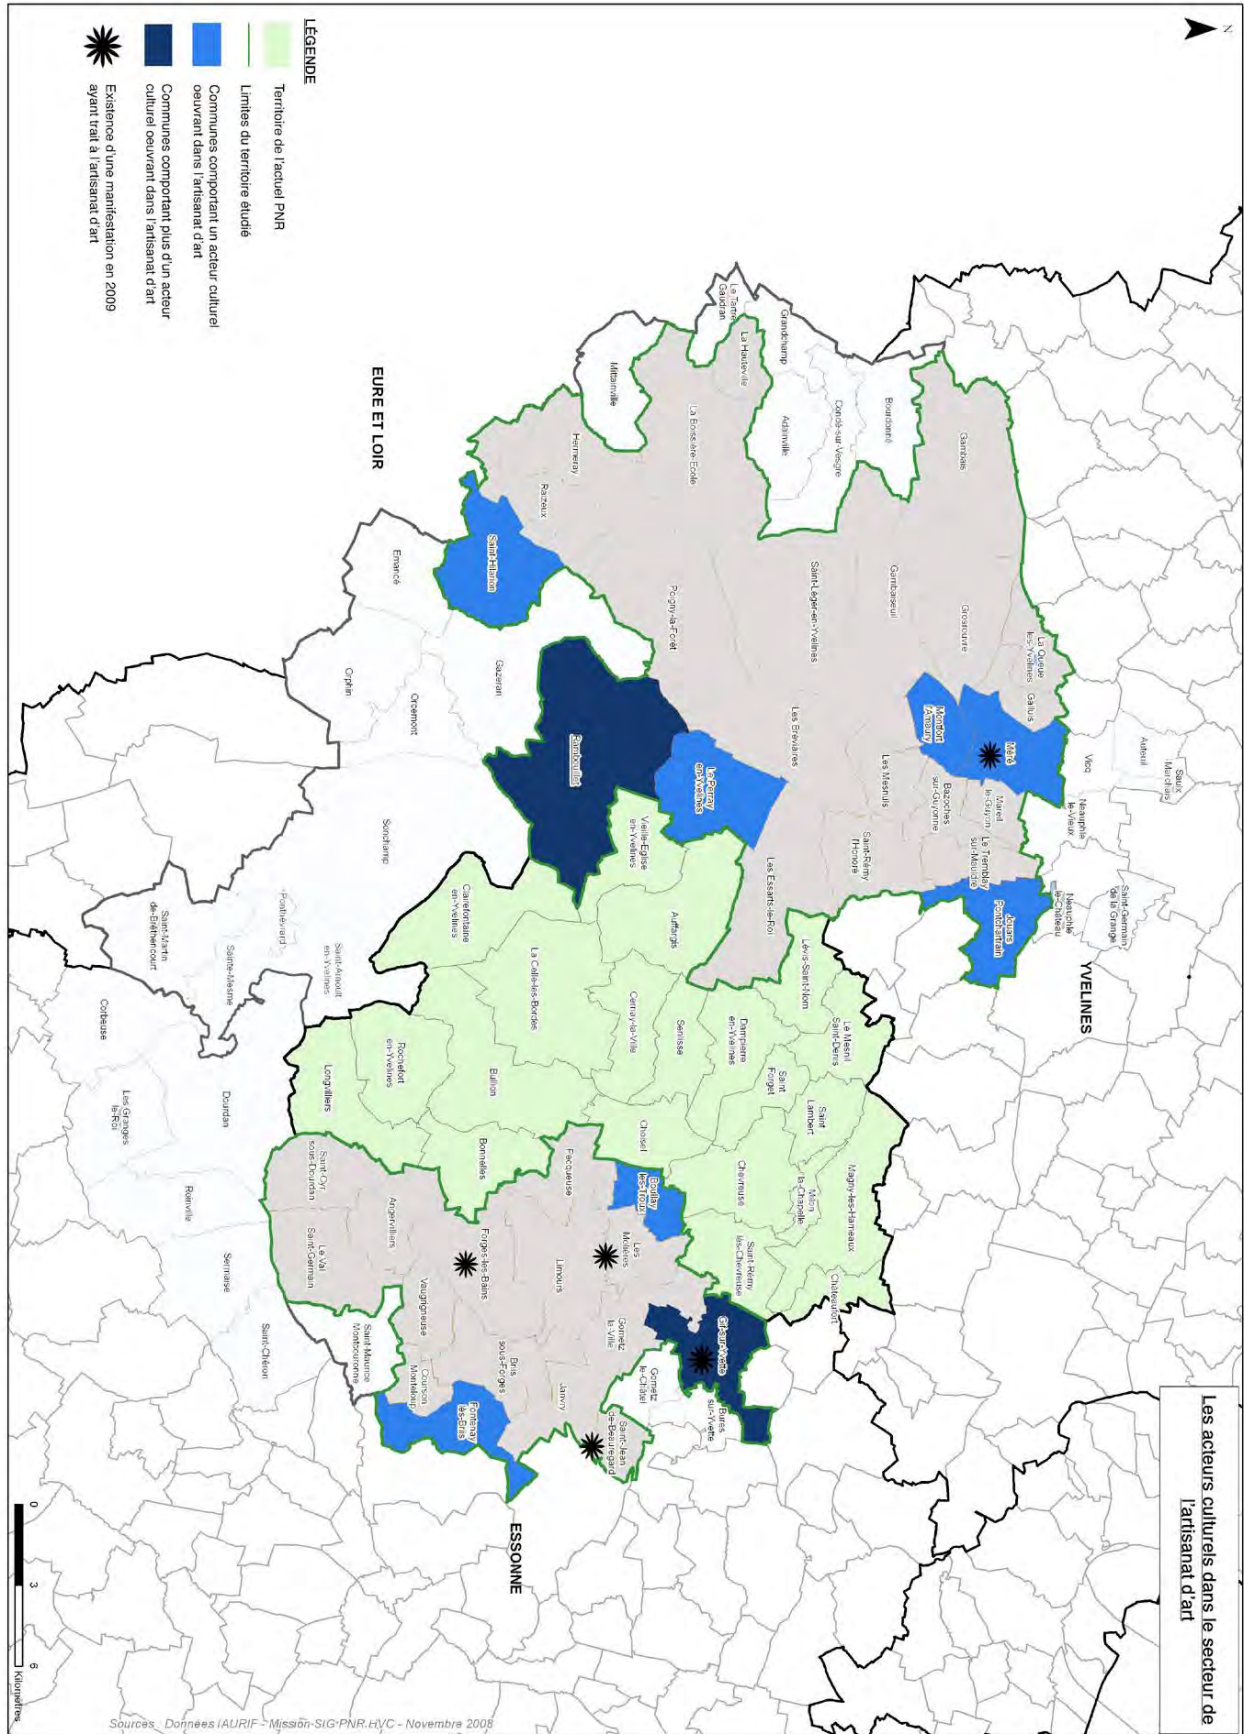 Les acteurs culturels dans le secteur de
l'artisanat d'art
N
LÉGENDE
Territoire de l'actuel PNR
Limites du territoire étudié
Communes comportant un acteur culturel
oeuvrant dans l'artisanat d'art
Communes comportant plus d'un acteur
culturel oeuvrant dans l'artisanat d'art
Existence d'une manifestation en 2009
ayant trait à l'artisanat d'art
YVELINES
EURE ET LOIR
ESSONNE
Saulx
Marchais
Auteuil
Vicq
Neauphle
le-Vieux
Saint-Germain
de la Grange
Neauphle
le-Château
Jouars
Pontchartrain
Le Tremblay
sur-Mauldre
Mareil
le-Guyon
Méré
Galluis
La Queue
les-Yvelines
Montfort
l'Amaury
Bazoches
sur-Guyonne
Grosrouvre
Gambais
Gambaiseuil
Les Mesnuls
Saint-Rémy
l'Honoré
Bourdonné
Condé-sur-Vesgre
Adainville
Grandchamp
Le Tartre
Gaudran
La Hauteville
La Boissière-Ecole
Mittainville
Saint-Léger-en-Yvelines
Les Bréviaires
Les Essarts-le-Roi
Le Perray
en-Yvelines
Poigny-la-Forêt
Hermeray
Raizeux
Saint-Hilarion
Emancé
Gazeran
Orcemont
Orphin
Rambouillet
Vieille-Eglise
en-Yvelines
Auffargis
Lévis-Saint-Nom
Le Mesnil
Saint-Denis
Dampierre
en-Yvelines
Saint
Forget
Saint
Lambert
Milon
la-Chapelle
Magny-les-Hameaux
Châteaufort
Chevreuse
Saint-Rémy
lès-Chevreuse
Senlisse
Cernay-la-Ville
Choisel
La Celle-les-Bordes
Clairefontaine
en-Yvelines
Bullion
Rochefort
en-Yvelines
Longvilliers
Bonnelles
Sonchamp
Ponthévrard
Saint-Arnoult
en-Yvelines
Sainte-Mesme
Saint-Martin
de-Bréthencourt
Corbeuse
Dourdan
Les Granges
le-Roi
Roinville
Sermaise
Saint-Chéron
Boullay
les-Troux
Pecqueuse
Les
Molières
Limours
Gometz
la-Ville
Gif-sur-Yvette
Gometz
le-Châtel
Bures
sur-Yvette
Saint-Jean
de-Beauregard
Janvry
Briis
sous-Forges
Forges-les-Bains
Angervilliers
Vaugrigneuse
Courson
Monteloup
Fontenay
lès-Briis
Saint-Maurice
Montcouronne
Le Val
Saint-Germain
Saint-Cyr
sous-Dourdan
0 3 6
Kilomètres
Sources : Données IAURIF - Mission-SIG-PNR-HVC - Novembre 2008